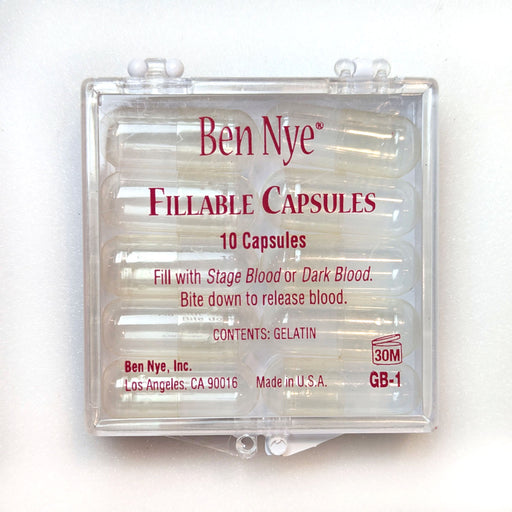 Ben Nye®
FILLABLE CAPSULES
10 Capsules
Fill with Stage Blood or Dark Blood.
Bite down to release blood.
CONTENTS: GELATIN
30M
Ben Nye, Inc.
Los Angeles, CA 90016 Made in U.S.A. GB-1